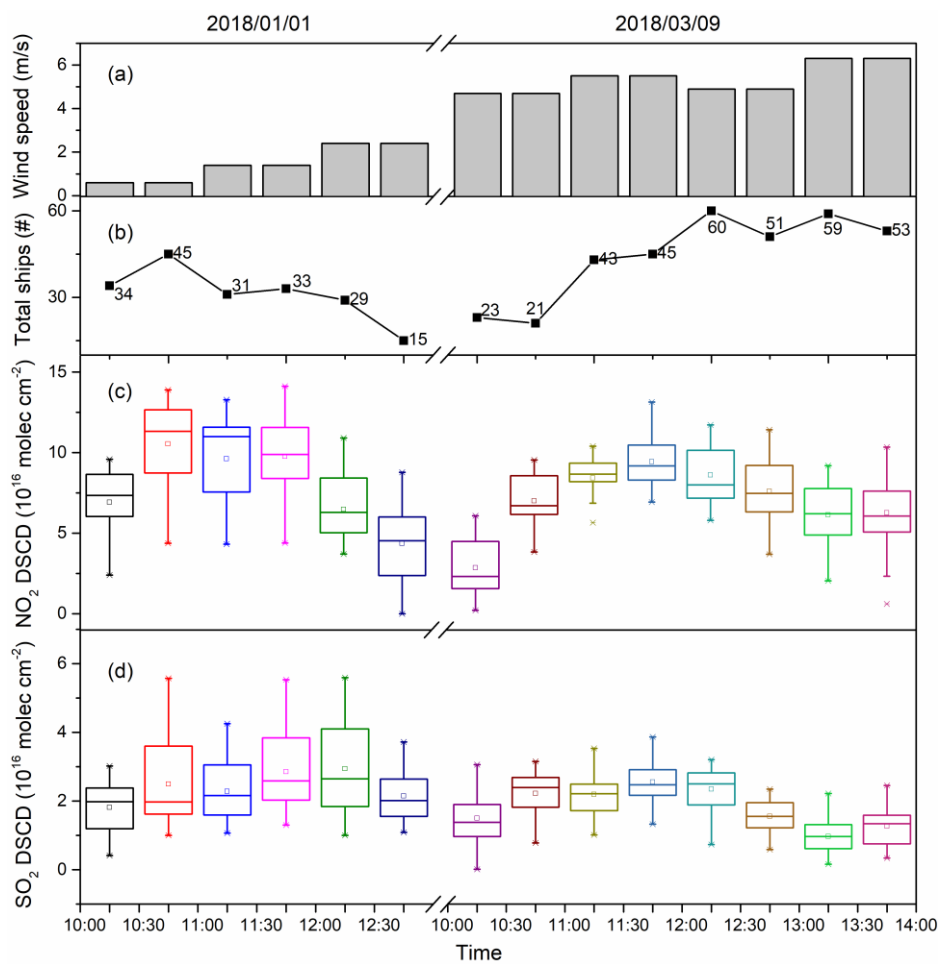 2018/01/01 2018/03/09
Wind speed (m/s)
(a)
6
4
2
0
Total ships (#)
(b)
60
30
34 45 31 33 29 15 23 21 43 45 60 51 59 53
NO₂ DSCD (10¹⁶ molec cm⁻²)
(c)
15
10
5
0
SO₂ DSCD (10¹⁶ molec cm⁻²)
(d)
6
4
2
0
10:00 10:30 11:00 11:30 12:00 12:30 10:00 10:30 11:00 11:30 12:00 12:30 13:00 13:30 14:00
Time